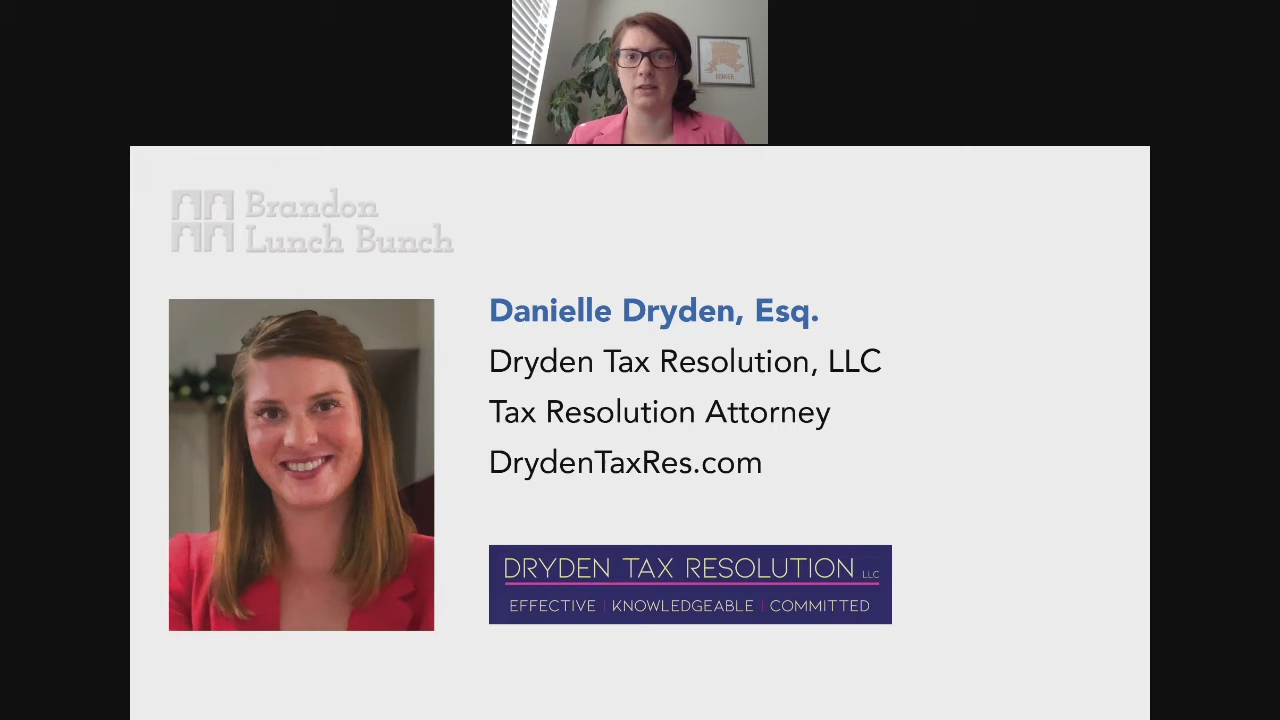 DENVER
Brandon
Lunch Bunch
Danielle Dryden, Esq.
Dryden Tax Resolution, LLC
Tax Resolution Attorney
DrydenTaxRes.com
DRYDEN TAX RESOLUTION LLC
EFFECTIVE | KNOWLEDGEABLE | COMMITTED